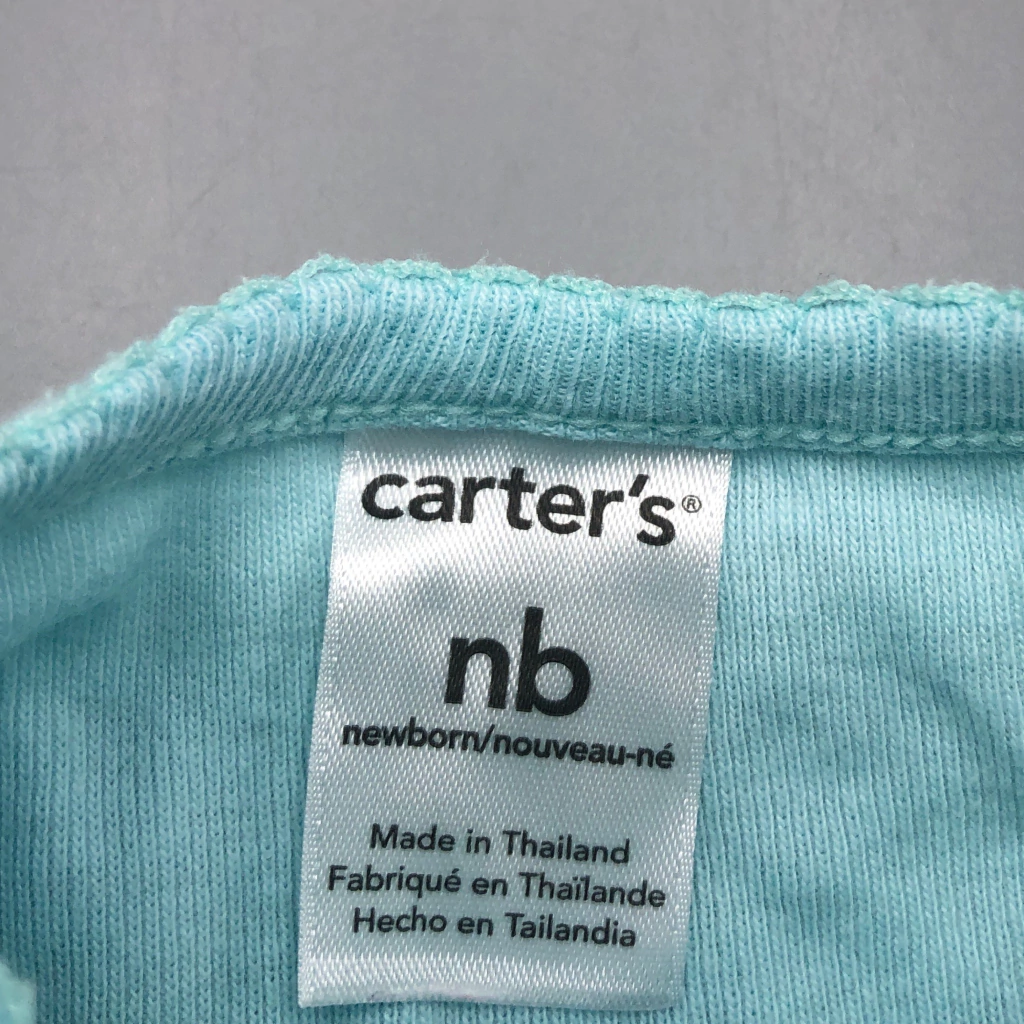 carter's®
nb
newborn/nouveau-né
Made in Thailand
Fabriqué en Thaïlande
Hecho en Tailandia